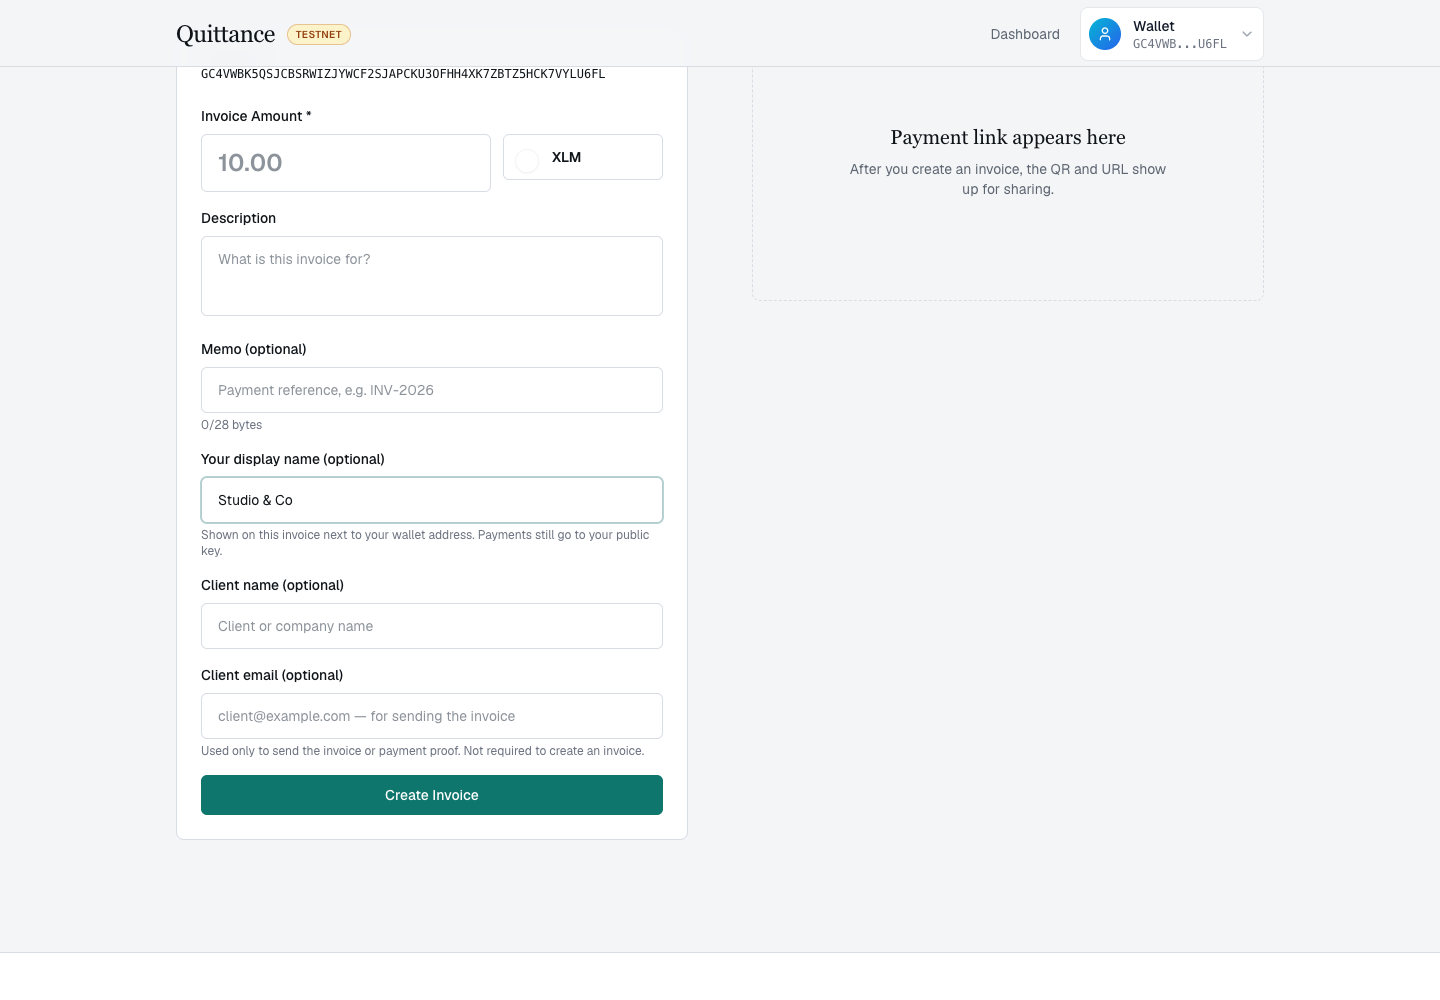 Quittance
TESTNET
Dashboard
Wallet
GC4VWB...U6FL
GC4VWBK5QSJCBSRWIZJYWCF2SJAPCKU3OFHH4XK7ZBTZ5HCK7VYLU6FL
Invoice Amount *
10.00
XLM
Description
What is this invoice for?
Memo (optional)
Payment reference, e.g. INV-2026
0/28 bytes
Your display name (optional)
Studio & Co
Shown on this invoice next to your wallet address. Payments still go to your public
key.
Client name (optional)
Client or company name
Client email (optional)
client@example.com — for sending the invoice
Used only to send the invoice or payment proof. Not required to create an invoice.
Create Invoice
Payment link appears here
After you create an invoice, the QR and URL show
up for sharing.